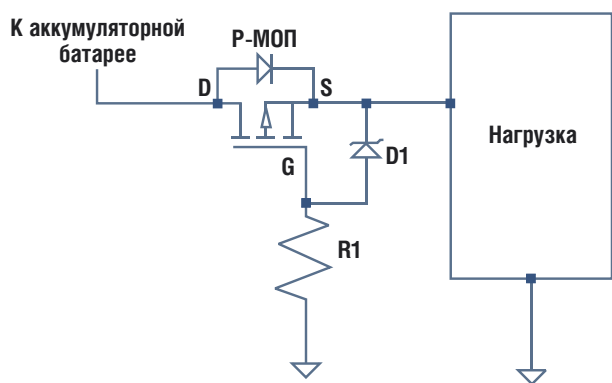 К аккумуляторной
батарее
Р-МОП
D
S
Нагрузка
G
D1
R1